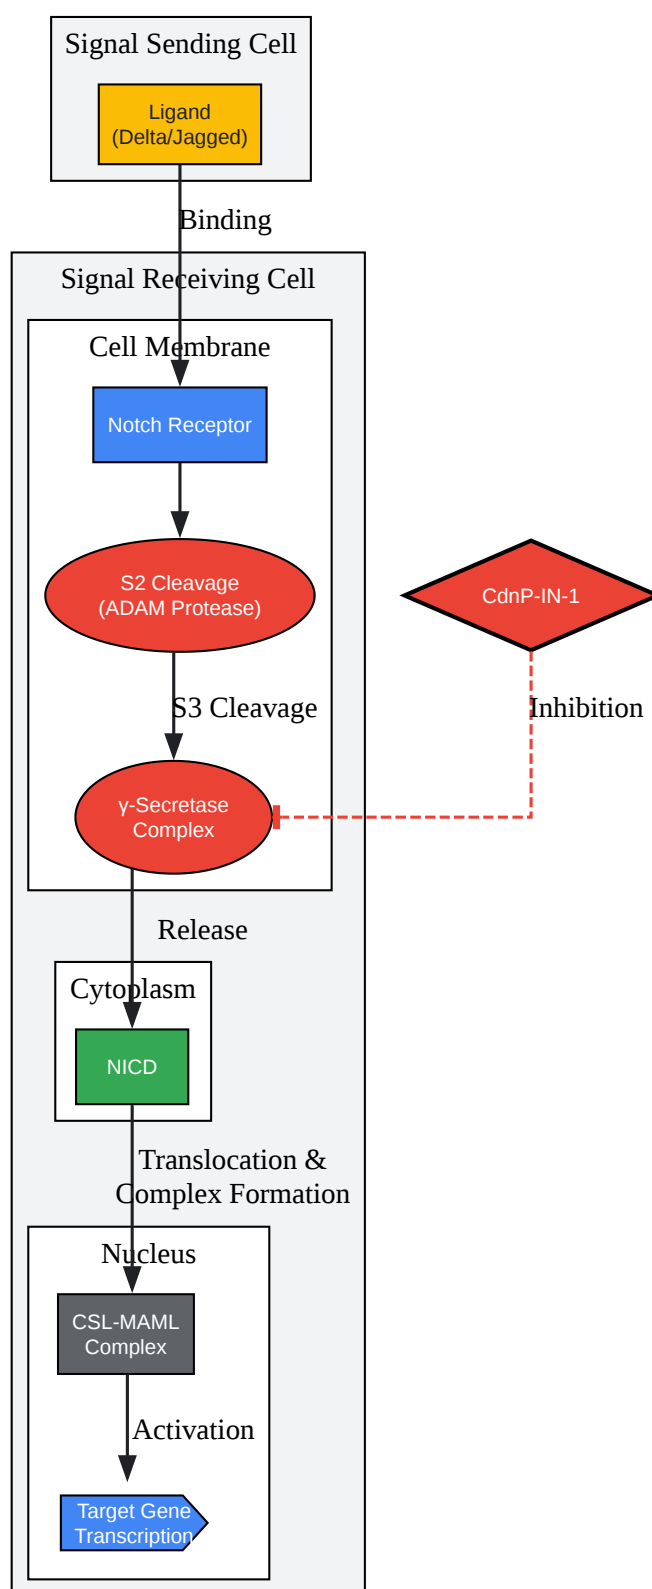 Signal Sending Cell
Ligand
(Delta/Jagged)
Binding
Signal Receiving Cell
Cell Membrane
Notch Receptor
S2 Cleavage
(ADAM Protease)
CdnP-IN-1
S3 Cleavage
Inhibition
γ-Secretase
Complex
Release
Cytoplasm
NICD
Translocation &
Complex Formation
Nucleus
CSL-MAML
Complex
Activation
Target Gene
Transcription